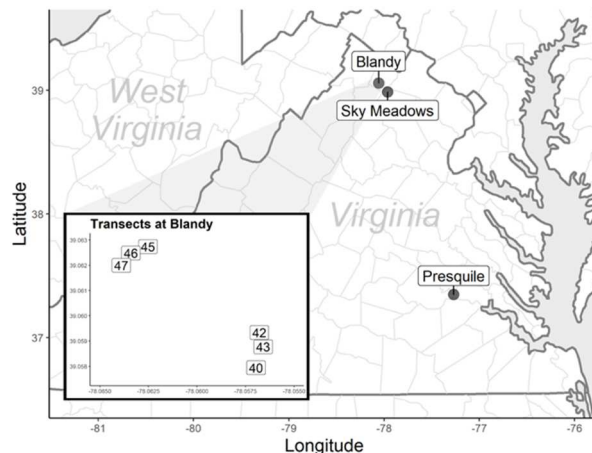 Blandy
39
Sky Meadows
West
Virginia
38
Virginia
Transects at Blandy
39.063
45
46
39.062
47
39.061
39.060
39.059
42
43
39.058
40
-78.0650 -78.0625 -78.0600 -78.0575 -78.0550
Presquile
37
Latitude
-81 -80 -79 -78 -77 -76
Longitude